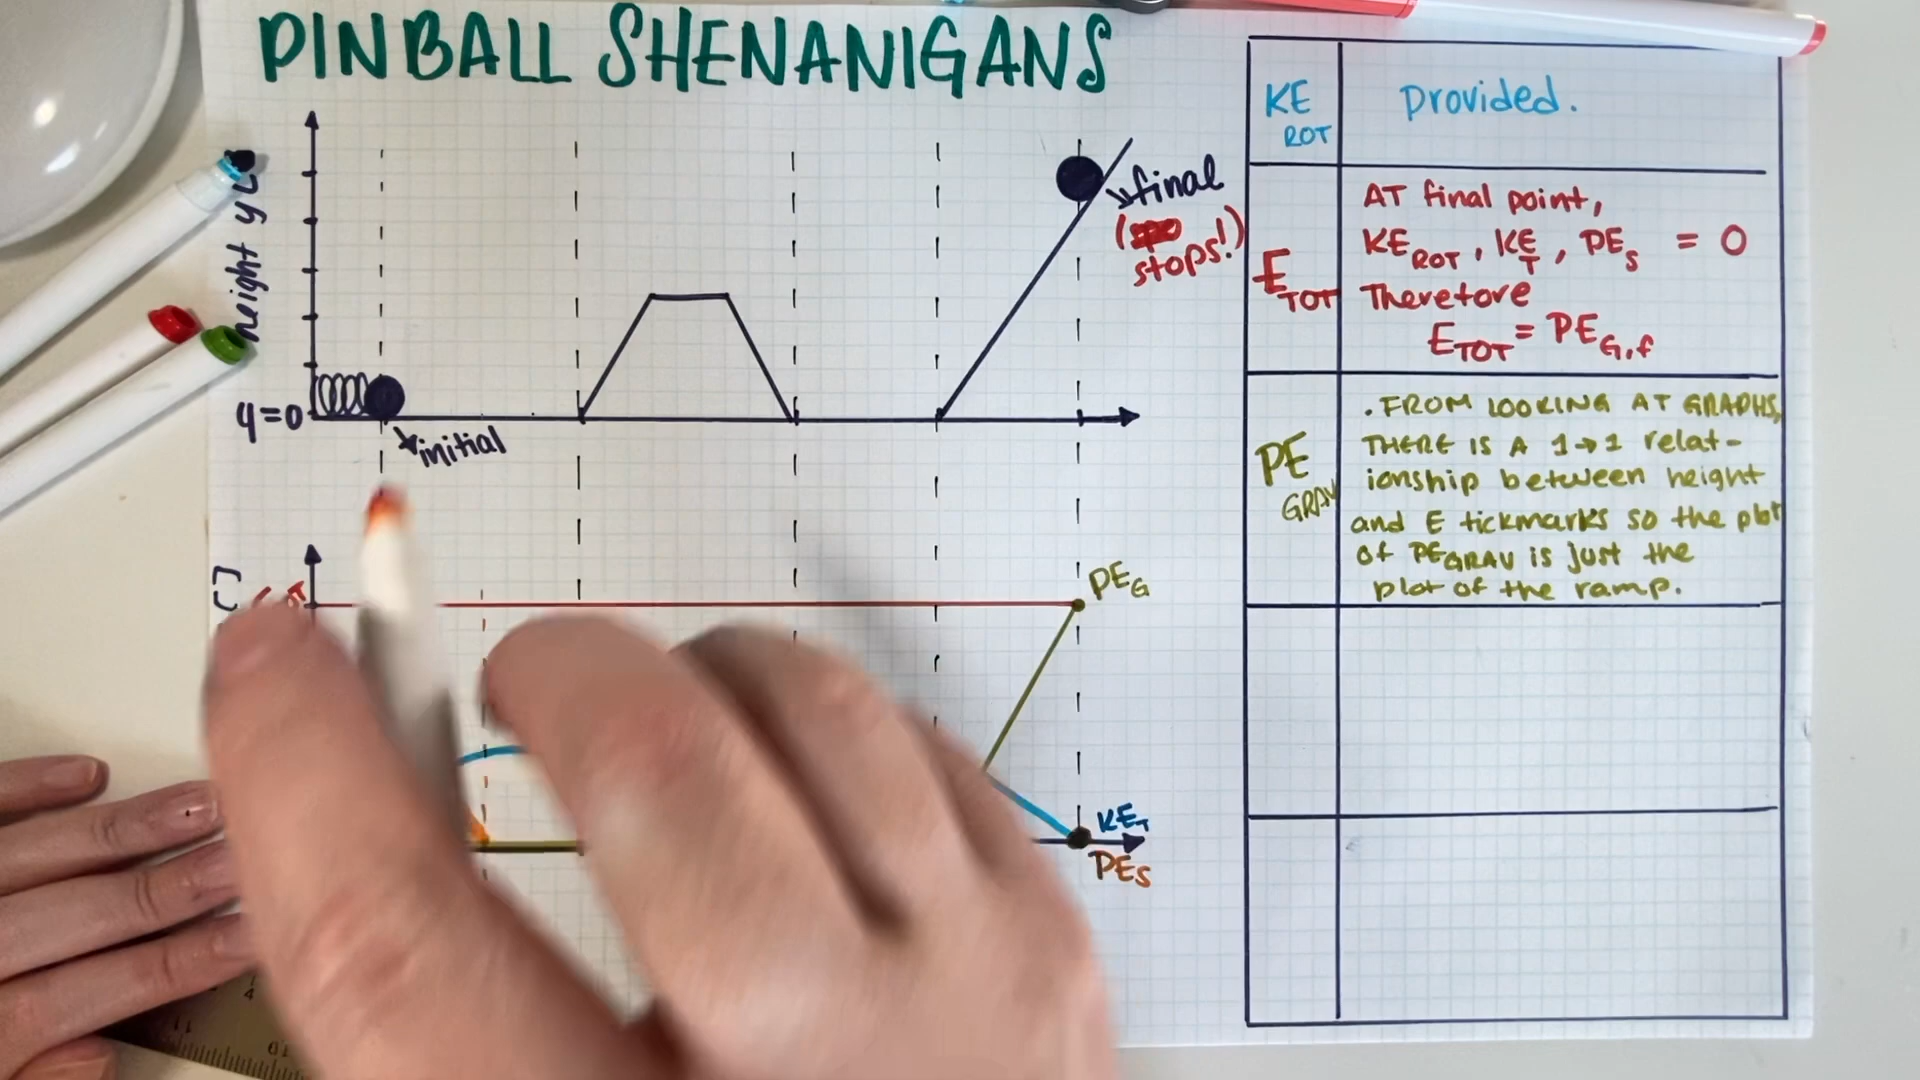 PINBALL SHENANIGANS
height y
y=0
initial
final
(stops!)
PEG
KET
PES
KE ROT
provided.
ETOT
AT final point,
KEROT, KET, PES = 0
Therefore
ETOT = PEG,f
PE GRAV
. FROM LOOKING AT GRAPHS,
THERE IS A 1→1 relat-
ionship between height
and E tickmarks so the plot
of PEGRAV is just the
plot of the ramp.
4
11